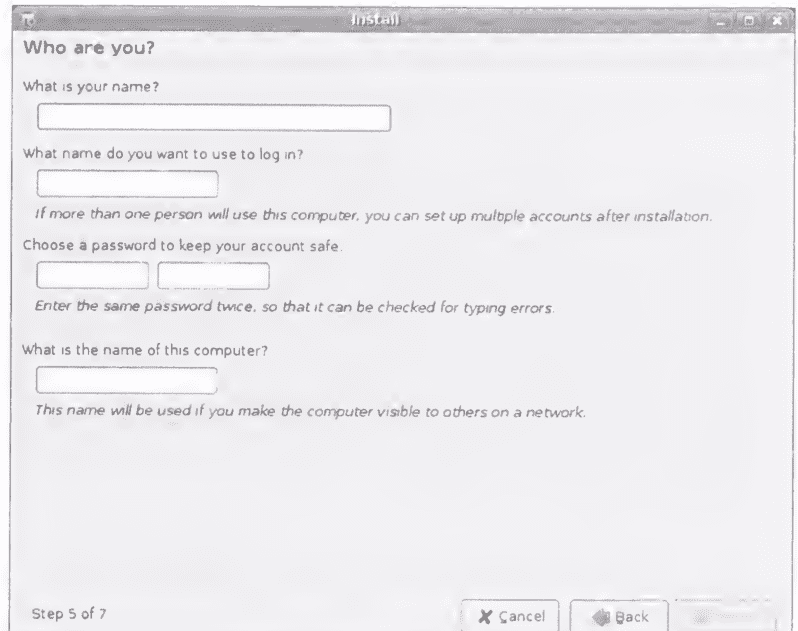 Install
Who are you?
What is your name?
What name do you want to use to log in?
If more than one person will use this computer, you can set up multiple accounts after installation.
Choose a password to keep your account safe.
Enter the same password twice, so that it can be checked for typing errors.
What is the name of this computer?
This name will be used if you make the computer visible to others on a network.
Step 5 of 7
Cancel
Back